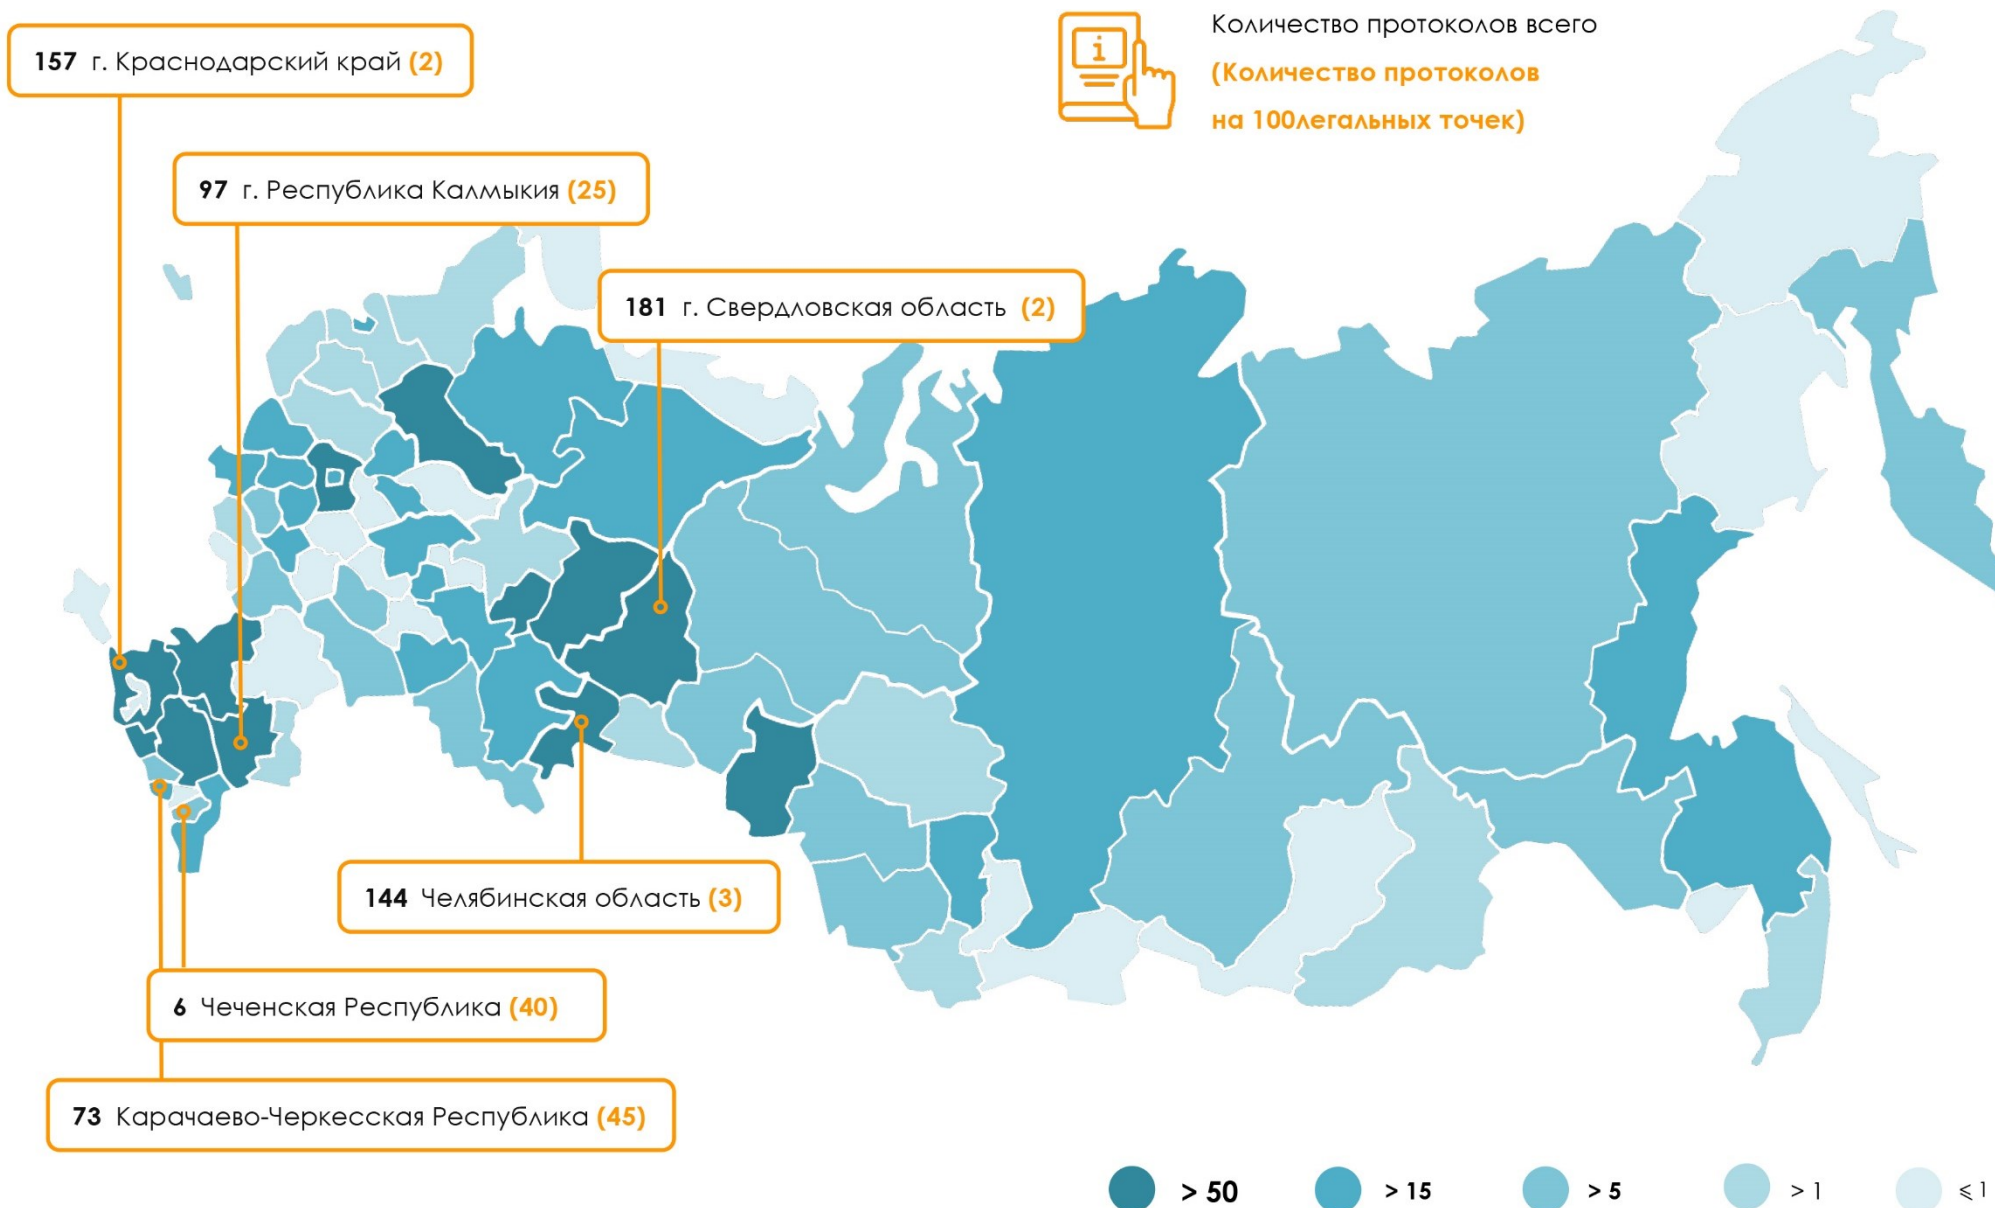 Количество протоколов всего
(Количество протоколов
на 100легальных точек)
157 г. Краснодарский край (2)
97 г. Республика Калмыкия (25)
181 г. Свердловская область (2)
144 Челябинская область (3)
6 Чеченская Республика (40)
73 Карачаево-Черкесская Республика (45)
> 50 > 15 > 5 > 1 ⩽ 1